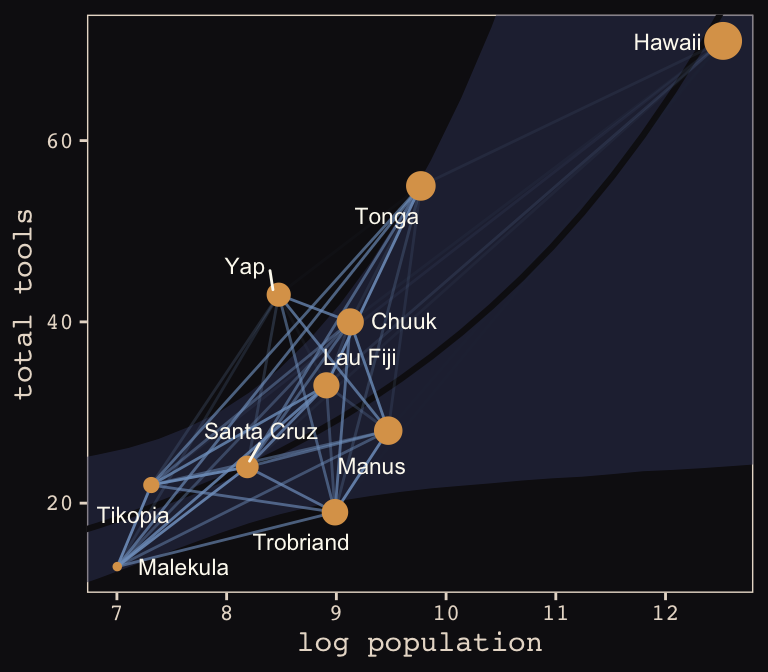 Hawaii
60
Tonga
Yap
total tools
40
Chuuk
Lau Fiji
Santa Cruz
Manus
20
Tikopia
Trobriand
Malekula
7 8 9 10 11 12
log population